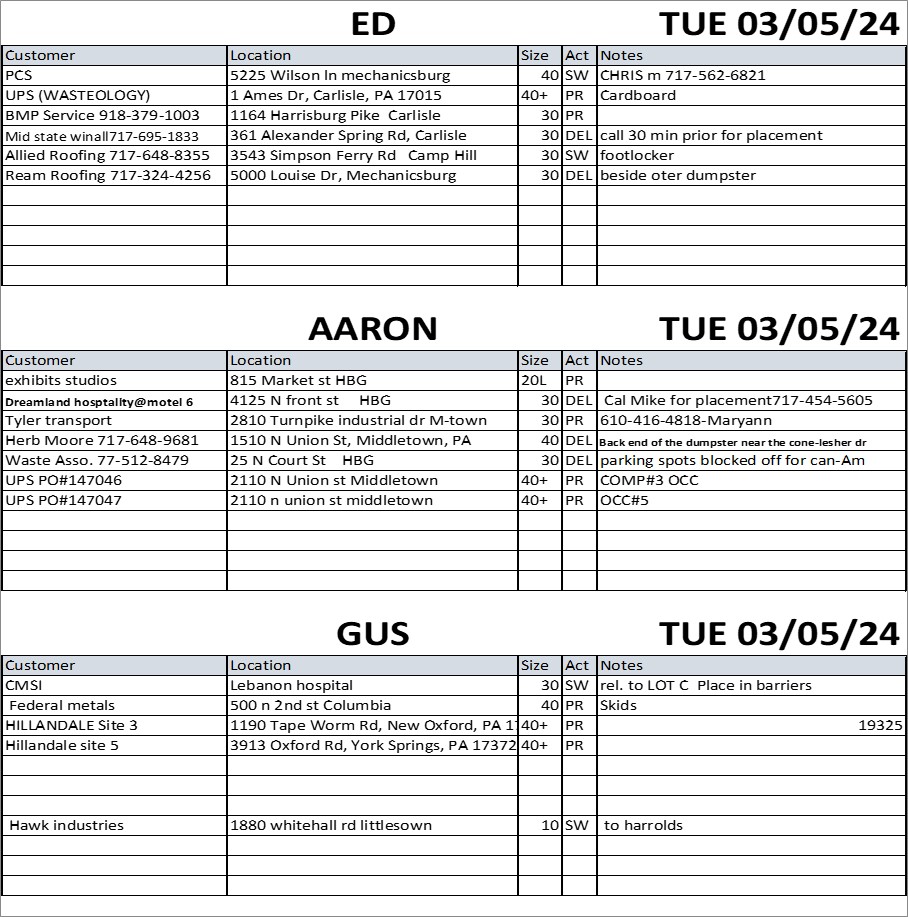 ED TUE 03/05/24
Customer Location Size Act Notes
PCS 5225 Wilson ln mechanicsburg 40 SW CHRIS m 717-562-6821
UPS (WASTEOLOGY) 1 Ames Dr, Carlisle, PA 17015 40+ PR Cardboard
BMP Service 918-379-1003 1164 Harrisburg Pike Carlisle 30 PR
Mid state winall717-695-1833 361 Alexander Spring Rd, Carlisle 30 DEL call 30 min prior for placement
Allied Roofing 717-648-8355 3543 Simpson Ferry Rd Camp Hill 30 SW footlocker
Ream Roofing 717-324-4256 5000 Louise Dr, Mechanicsburg 30 DEL beside oter dumpster
AARON TUE 03/05/24
Customer Location Size Act Notes
exhibits studios 815 Market st HBG 20L PR
Dreamland hosptality@motel 6 4125 N front st HBG 30 DEL Cal Mike for placement717-454-5605
Tyler transport 2810 Turnpike industrial dr M-town 30 PR 610-416-4818-Maryann
Herb Moore 717-648-9681 1510 N Union St, Middletown, PA 40 DEL Back end of the dumpster near the cone-lesher dr
Waste Asso. 77-512-8479 25 N Court St HBG 30 DEL parking spots blocked off for can-Am
UPS PO#147046 2110 N Union st Middletown 40+ PR COMP#3 OCC
UPS PO#147047 2110 n union st middletown 40+ PR OCC#5
GUS TUE 03/05/24
Customer Location Size Act Notes
CMSI Lebanon hospital 30 SW rel. to LOT C Place in barriers
Federal metals 500 n 2nd st Columbia 40 PR Skids
HILLANDALE Site 3 1190 Tape Worm Rd, New Oxford, PA 17 40+ PR 19325
Hillandale site 5 3913 Oxford Rd, York Springs, PA 17372 40+ PR
Hawk industries 1880 whitehall rd littlesown 10 SW to harrolds